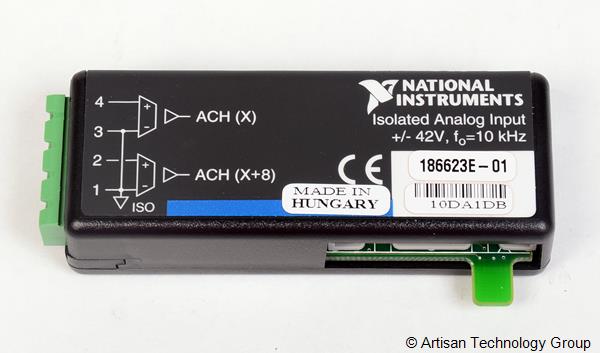 NATIONAL
INSTRUMENTS
Isolated Analog Input
+/- 42V, fo=10 kHz
4
3
2
1
ACH (X)
ACH (X+8)
ISO
CE
186623E-01
10DA1DB
MADE IN
HUNGARY
© Artisan Technology Group